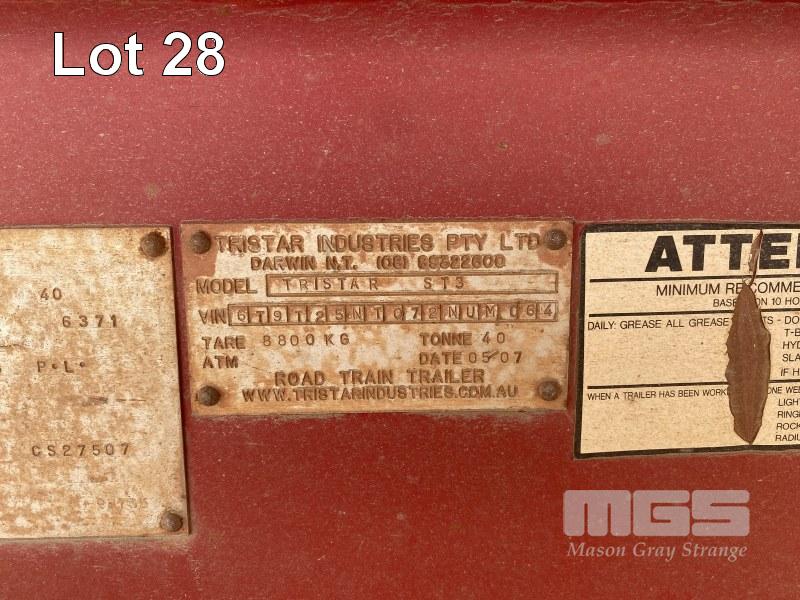 Lot 28
40
6371
P.L.
CS27507
TRISTAR INDUSTRIES PTY LTD
DARWIN N.T. (08) 89322600
MODEL TRISTAR ST3
VIN 6T9T25NT072NUM064
TARE 8800 KG TONNE 40
ATM DATE 05/07
ROAD TRAIN TRAILER
WWW.TRISTARINDUSTRIES.COM.AU
MINIMUM RECOMME
BASED ON 10 HO
DAILY: GREASE ALL GREASE - DO
T-B
HYD
SLA
IF H
WHEN A TRAILER HAS BEEN WORK ONE WE
LIGHT
RING
ROCK
RADIU
MGS
Mason Gray Strange